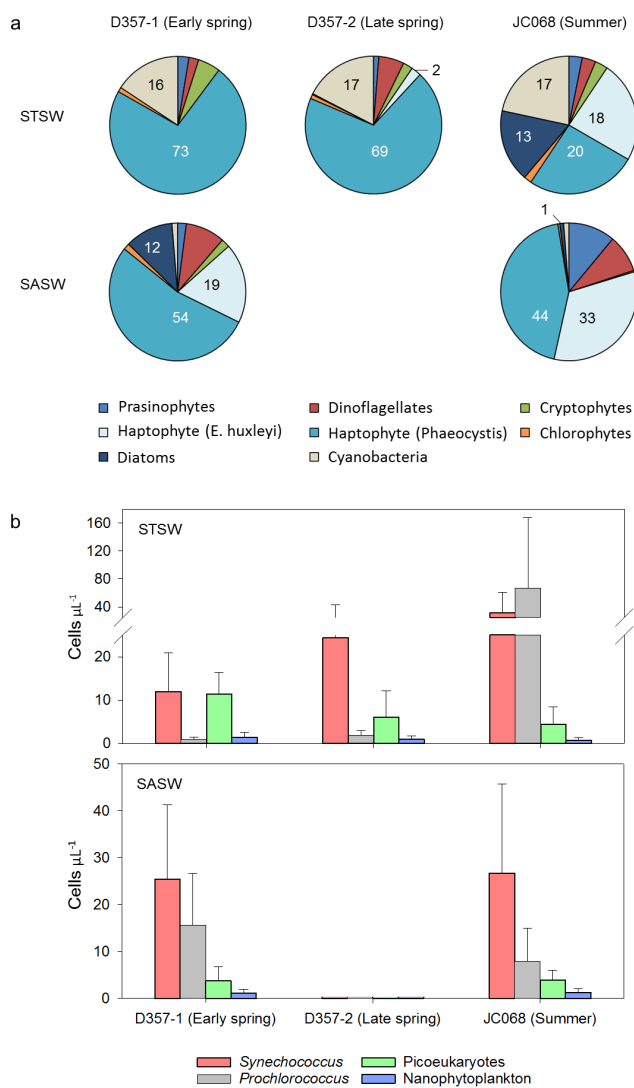 a
D357-1 (Early spring) D357-2 (Late spring) JC068 (Summer)
STSW
16
73
17
2
69
17
18
13
20
SASW
12
19
54
1
44
33
Prasinophytes Dinoflagellates Cryptophytes
Haptophyte (E. huxleyi) Haptophyte (Phaeocystis) Chlorophytes
Diatoms Cyanobacteria
b
STSW
160
120
80
40
20
10
0
Cells µL-1
SASW
50
40
30
20
10
0
Cells µL-1
D357-1 (Early spring) D357-2 (Late spring) JC068 (Summer)
Synechococcus Picoeukaryotes
Prochlorococcus Nanophytoplankton